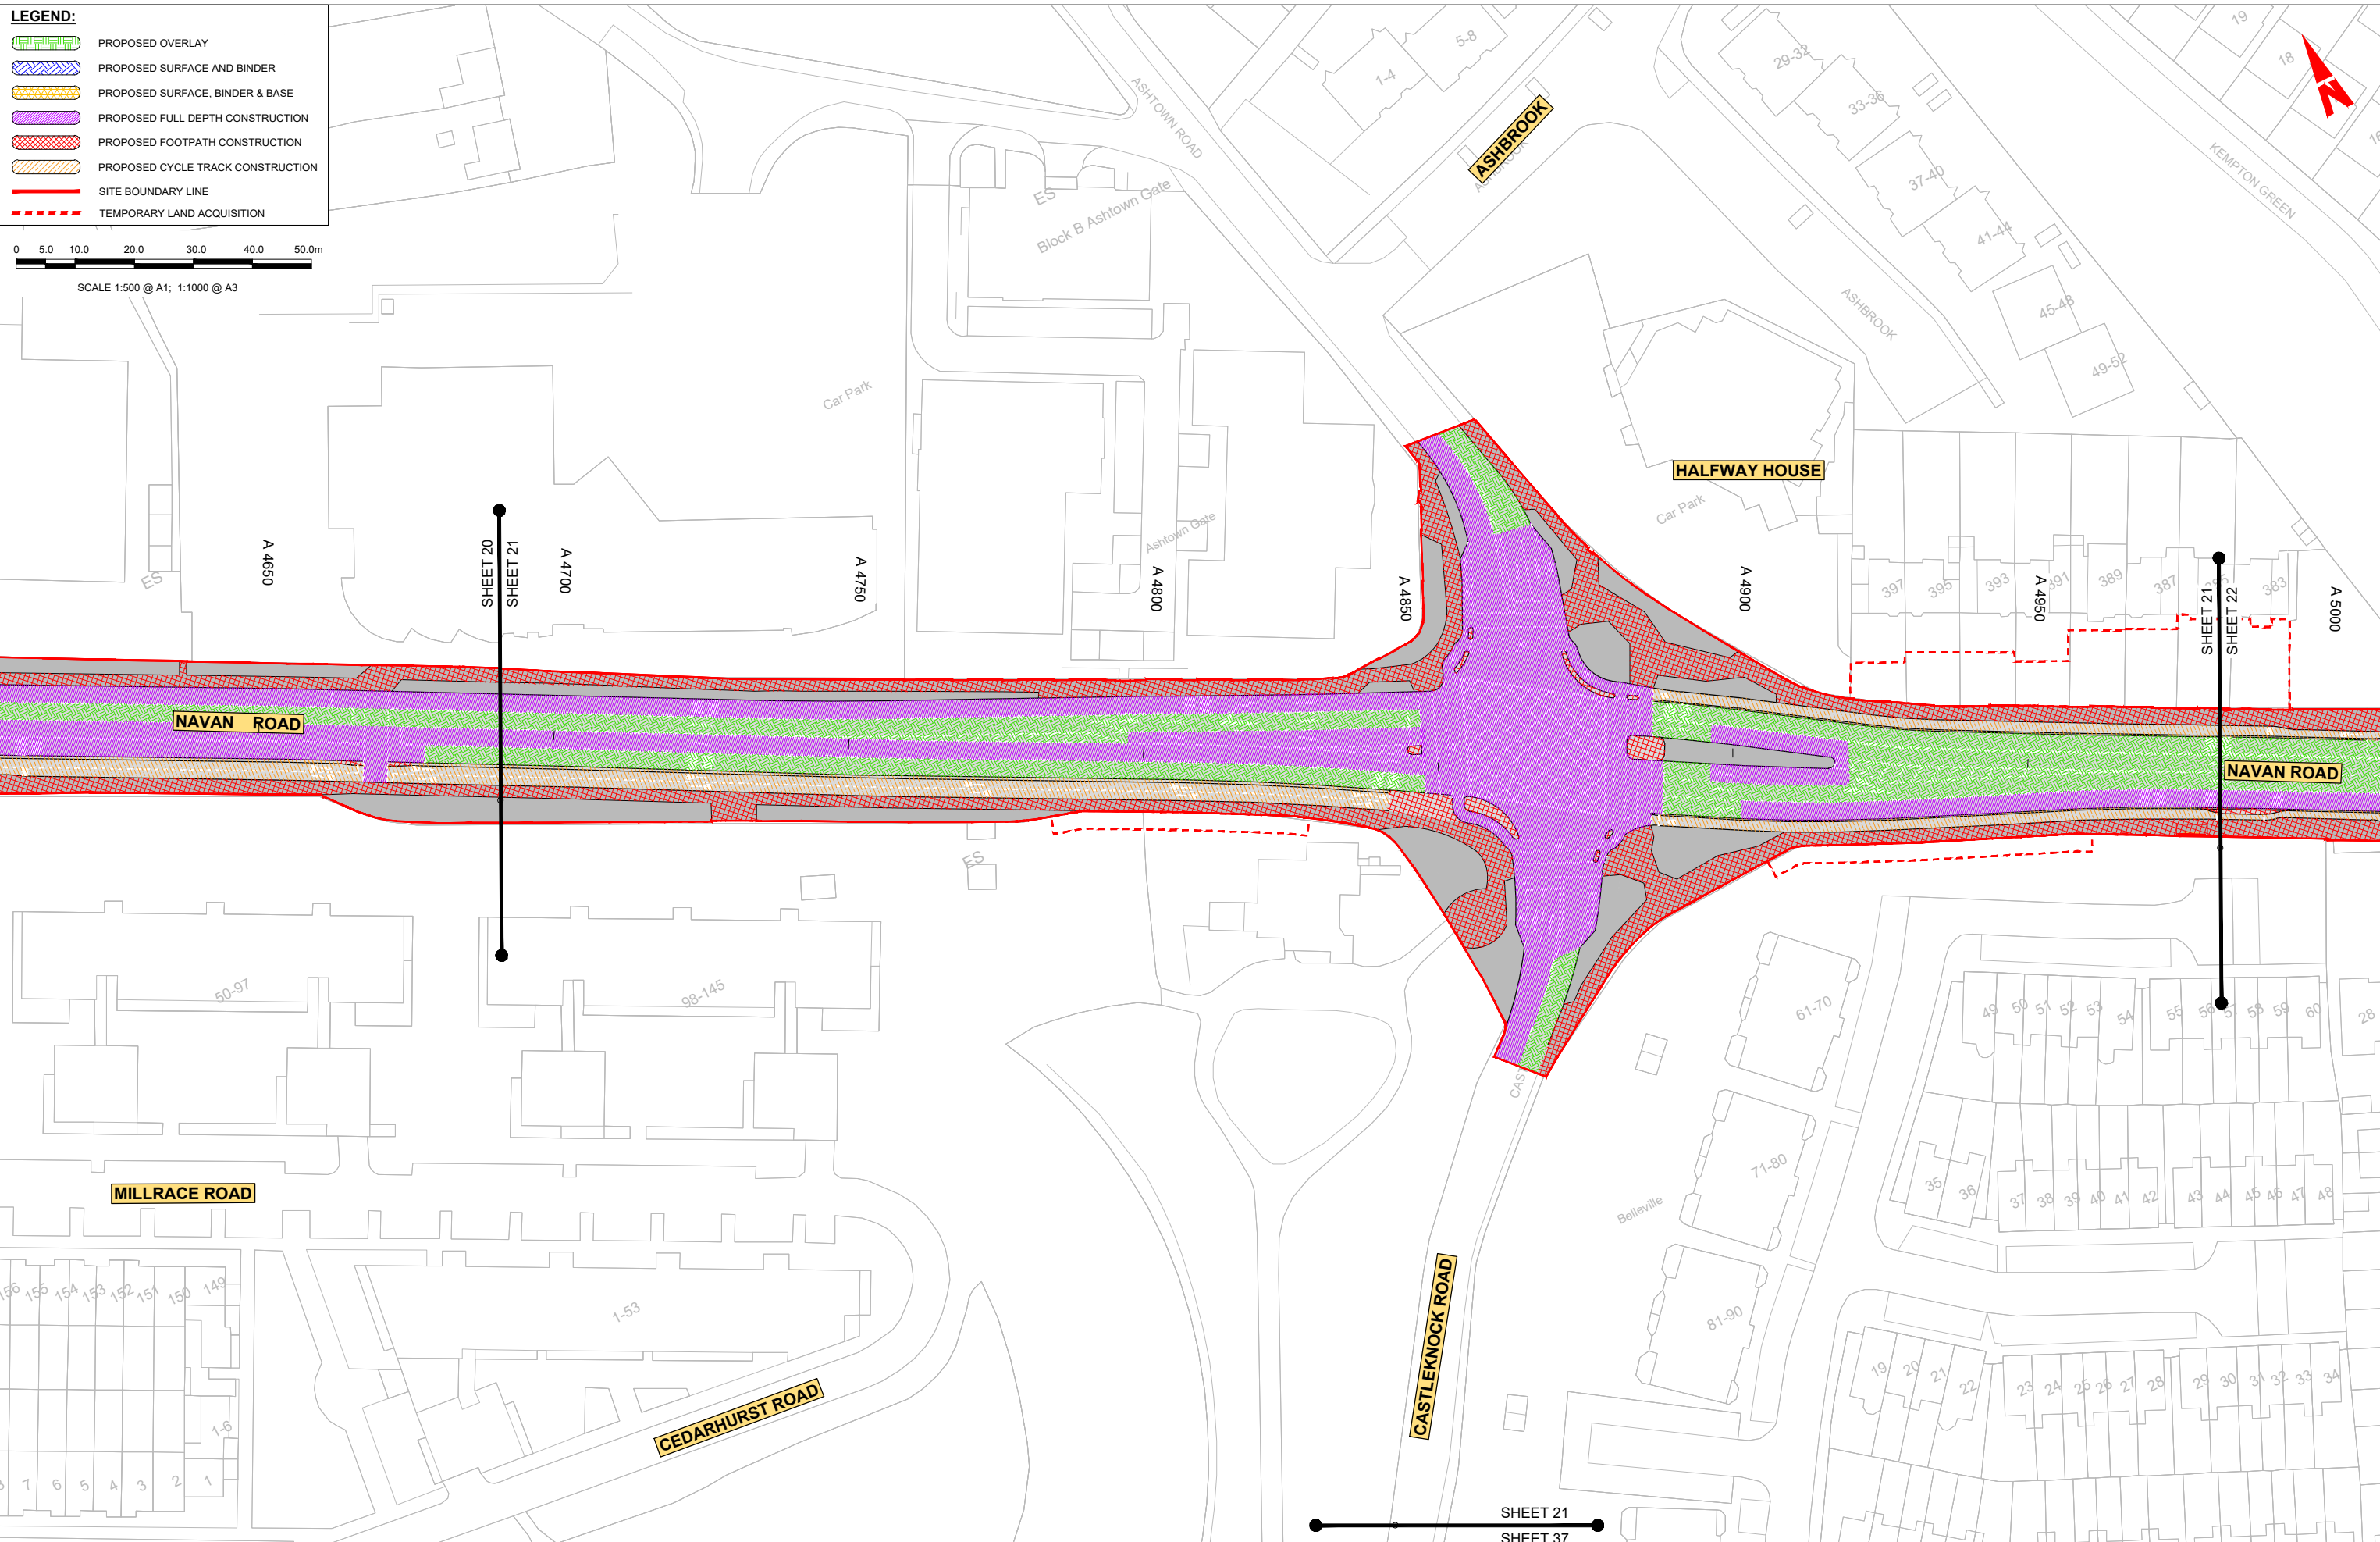 LEGEND:
PROPOSED OVERLAY
PROPOSED SURFACE AND BINDER
PROPOSED SURFACE, BINDER & BASE
PROPOSED FULL DEPTH CONSTRUCTION
PROPOSED FOOTPATH CONSTRUCTION
PROPOSED CYCLE TRACK CONSTRUCTION
SITE BOUNDARY LINE
TEMPORARY LAND ACQUISITION
0 5.0 10.0 20.0 30.0 40.0 50.0m
SCALE 1:500 @ A1; 1:1000 @ A3
ASHTOWN ROAD
1-4
5-8
ASHBROOK
ASHBROOK
29-32
33-36
37-40
41-44
45-48
49-52
ASHBROOK
KEMPTON GREEN
19
18
16
N
ES
Block B Ashtown Gate
Car Park
Ashtown Gate
HALFWAY HOUSE
Car Park
ES
A 4650
SHEET 20
SHEET 21
A 4700
A 4750
A 4800
A 4850
A 4900
A 4950
SHEET 21
SHEET 22
A 5000
397
395
393
391
389
387
385
383
NAVAN ROAD
NAVAN ROAD
ES
50-97
98-145
61-70
71-80
81-90
Belleville
CAS
49 50 51 52 53 54 55 56 57 58 59 60
28
35 36 37 38 39 40 41 42 43 44 45 46 47 48
19 20 21 22 23 24 25 26 27 28 29 30 31 32 33 34
MILLRACE ROAD
156 155 154 153 152 151 150 149
1-53
1-6
7 6 5 4 3 2 1
CEDARHURST ROAD
CASTLEKNOCK ROAD
SHEET 21
SHEET 37